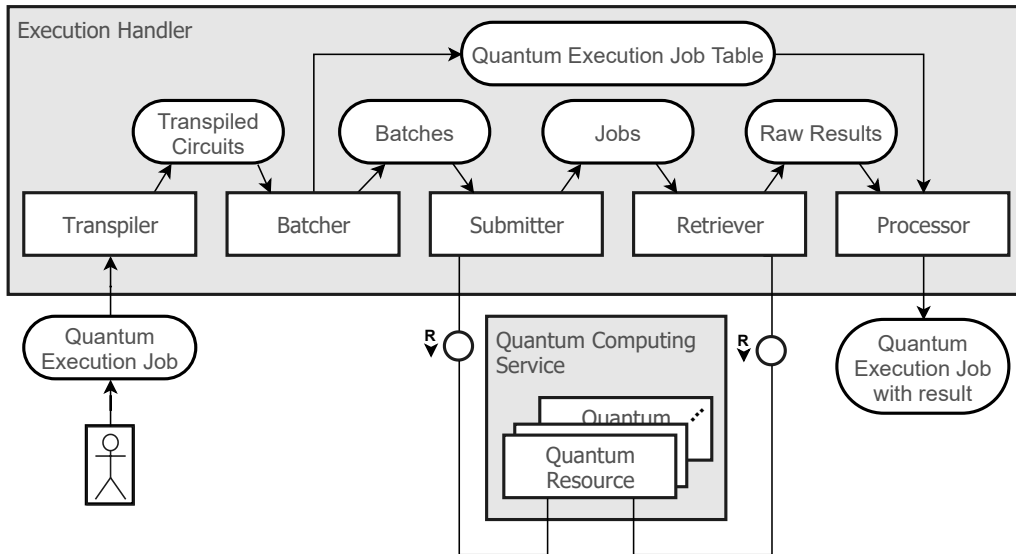 Execution Handler
Quantum Execution Job Table
Transpiled
Circuits
Batches
Jobs
Raw Results
Transpiler
Batcher
Submitter
Retriever
Processor
Quantum
Execution Job
R
Quantum Computing
Service
R
Quantum
Execution Job
with result
Quantum
Quantum
Resource